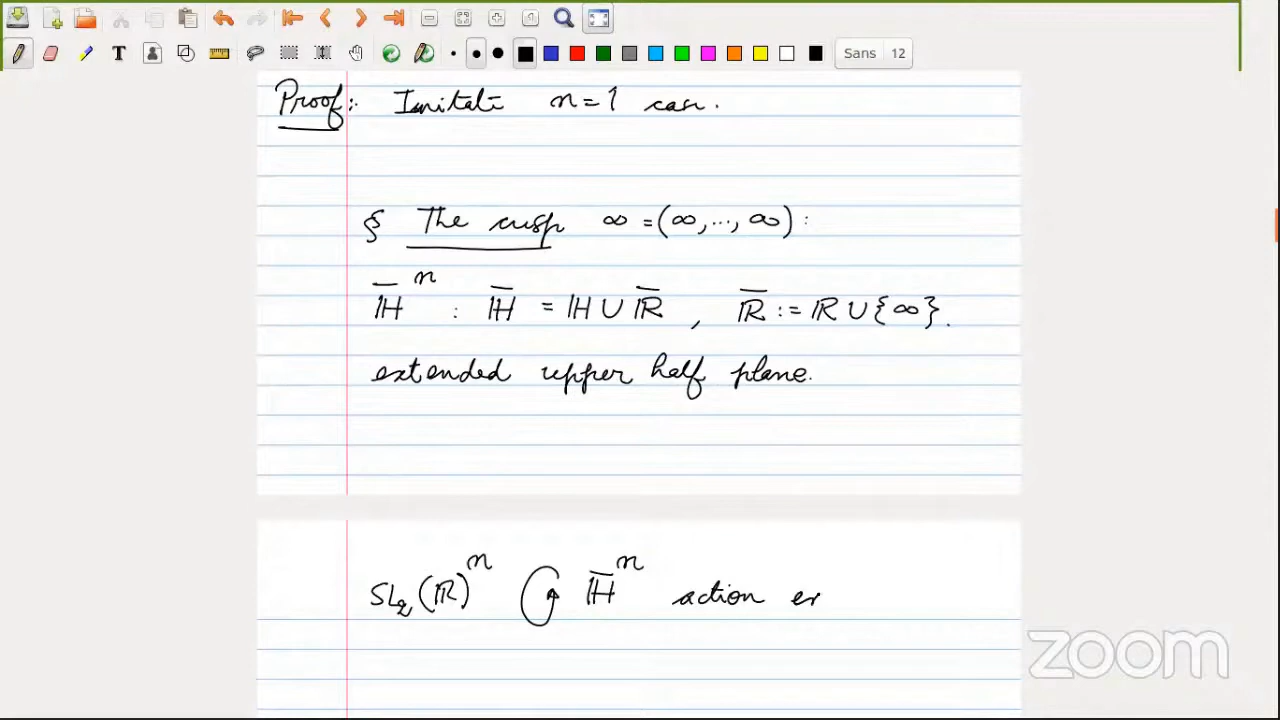 Sans 12
Proof: Imitate n=1 case.
§ The cusp ∞ = (∞, ..., ∞) :
ℍ̄ⁿ : ℍ̄ = ℍ ∪ ℝ̄ , ℝ̄ := ℝ ∪ {∞}.
extended upper half plane.
SL₂(ℝ)ⁿ ↻ ℍ̄ⁿ action ex
zoom